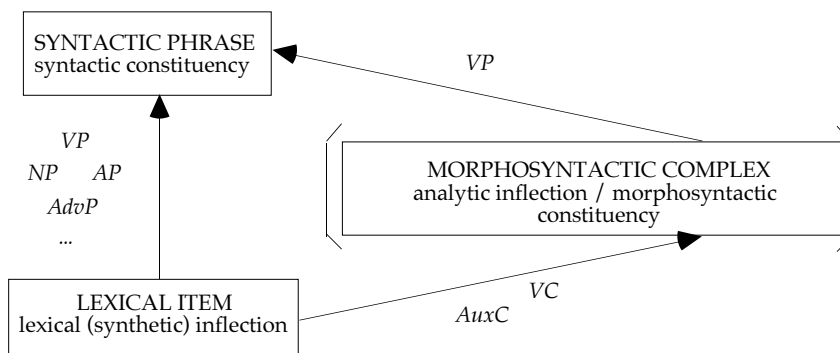 SYNTACTIC PHRASE
syntactic constituency
VP
VP
NP AP
AdvP
...
MORPHOSYNTACTIC COMPLEX
analytic inflection / morphosyntactic
constituency
LEXICAL ITEM
lexical (synthetic) inflection
VC
AuxC